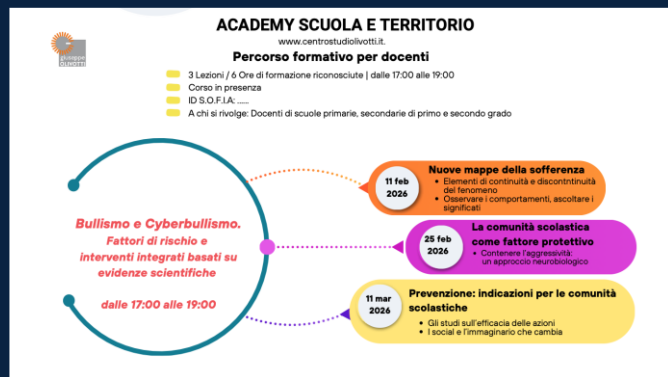 ACADEMY SCUOLA E TERRITORIO
www.centrostudiolivotti.it.
Percorso formativo per docenti
giuseppe
OLIVOTTI
3 Lezioni / 6 Ore di formazione riconosciute | dalle 17:00 alle 19:00
Corso in presenza
ID S.O.F.I.A: ......
A chi si rivolge: Docenti di scuole primarie, secondarie di primo e secondo grado
Bullismo e Cyberbullismo.
Fattori di rischio e
interventi integrati basati su
evidenze scientifiche
dalle 17:00 alle 19:00
11 feb
2026
Nuove mappe della sofferenza
Elementi di continuità e discontntinuità
del fenomeno
Osservare i comportamenti, ascoltare i
significati
25 feb
2026
La comunità scolastica
come fattore protettivo
Contenere l'aggressività:
un approccio neurobiologico
11 mar
2026
Prevenzione: indicazioni per le comunità
scolastiche
Gli studi sull'efficacia delle azioni
I social e l'immaginario che cambia